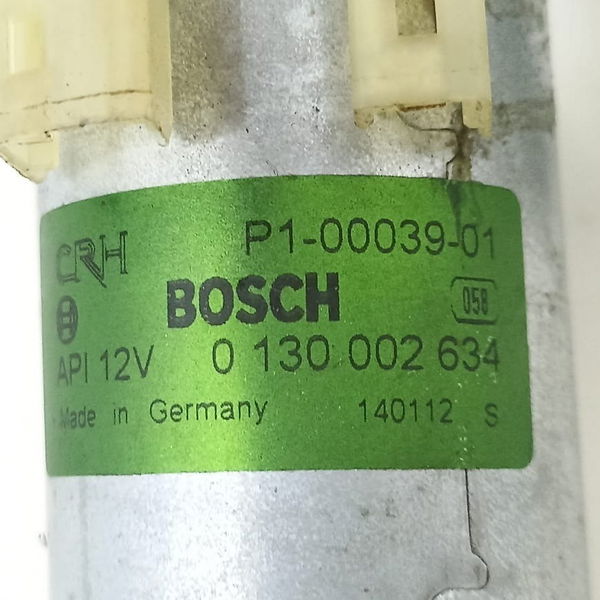 CRH P1-00039-01
BOSCH 058
API 12V 0 130 002 634
Made in Germany 140112 S